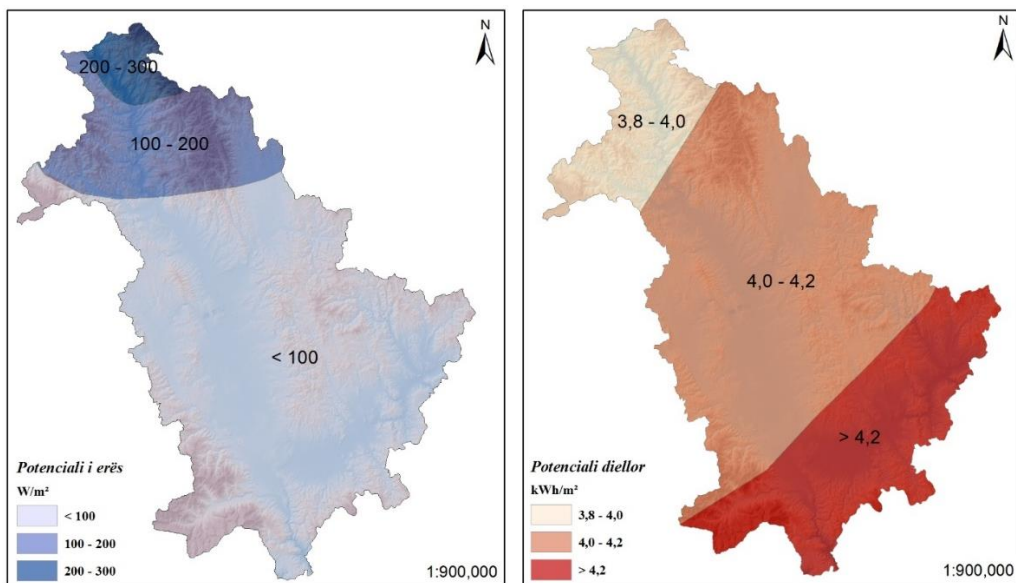 N
200 - 300
100 - 200
< 100
Potenciali i erës
W/m²
< 100
100 - 200
200 - 300
1:900,000
N
3,8 - 4,0
4,0 - 4,2
> 4,2
Potenciali diellor
kWh/m²
3,8 - 4,0
4,0 - 4,2
> 4,2
1:900,000